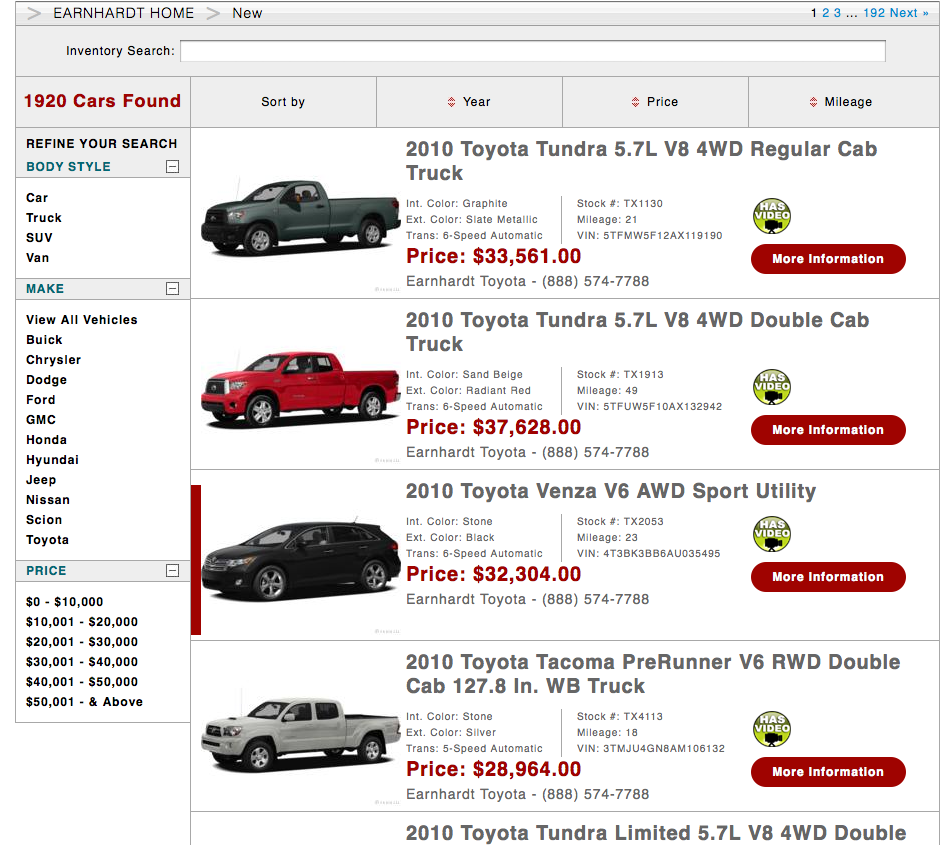 EARNHARDT HOME New 1 2 3 ... 192 Next »
Inventory Search:
1920 Cars Found
Sort by Year Price Mileage
REFINE YOUR SEARCH
BODY STYLE
Car
Truck
SUV
Van
MAKE
View All Vehicles
Buick
Chrysler
Dodge
Ford
GMC
Honda
Hyundai
Jeep
Nissan
Scion
Toyota
PRICE
$0 - $10,000
$10,001 - $20,000
$20,001 - $30,000
$30,001 - $40,000
$40,001 - $50,000
$50,001 - & Above
2010 Toyota Tundra 5.7L V8 4WD Regular Cab
Truck
Int. Color: Graphite
Ext. Color: Slate Metallic
Trans: 6-Speed Automatic
Stock #: TX1130
Mileage: 21
VIN: 5TFMW5F12AX119190
Price: $33,561.00
Earnhardt Toyota - (888) 574-7788
HAS
VIDEO
More Information
2010 Toyota Tundra 5.7L V8 4WD Double Cab
Truck
Int. Color: Sand Beige
Ext. Color: Radiant Red
Trans: 6-Speed Automatic
Stock #: TX1913
Mileage: 49
VIN: 5TFUW5F10AX132942
Price: $37,628.00
Earnhardt Toyota - (888) 574-7788
HAS
VIDEO
More Information
2010 Toyota Venza V6 AWD Sport Utility
Int. Color: Stone
Ext. Color: Black
Trans: 6-Speed Automatic
Stock #: TX2053
Mileage: 23
VIN: 4T3BK3BB6AU035495
Price: $32,304.00
Earnhardt Toyota - (888) 574-7788
HAS
VIDEO
More Information
2010 Toyota Tacoma PreRunner V6 RWD Double
Cab 127.8 In. WB Truck
Int. Color: Stone
Ext. Color: Silver
Trans: 5-Speed Automatic
Stock #: TX4113
Mileage: 18
VIN: 3TMJU4GN8AM106132
Price: $28,964.00
Earnhardt Toyota - (888) 574-7788
HAS
VIDEO
More Information
2010 Toyota Tundra Limited 5.7L V8 4WD Double